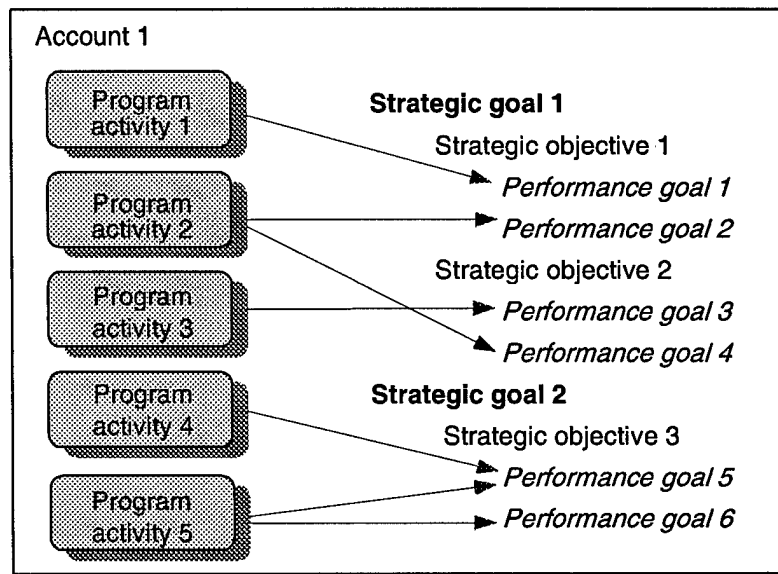 Account 1
Program
activity 1
Program
activity 2
Program
activity 3
Program
activity 4
Program
activity 5
Strategic goal 1
Strategic objective 1
Performance goal 1
Performance goal 2
Strategic objective 2
Performance goal 3
Performance goal 4
Strategic goal 2
Strategic objective 3
Performance goal 5
Performance goal 6